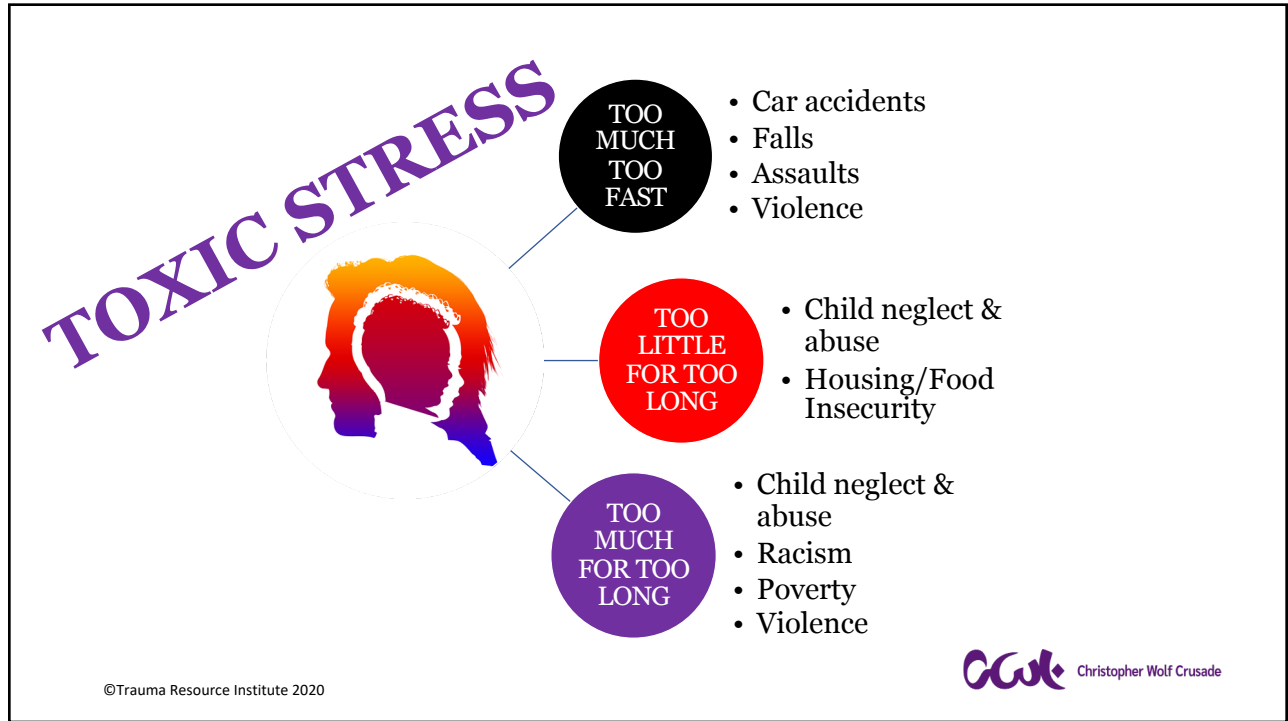 TOXIC STRESS
TOO
MUCH
TOO
FAST
• Car accidents
• Falls
• Assaults
• Violence
TOO
LITTLE
FOR TOO
LONG
• Child neglect &
abuse
• Housing/Food
Insecurity
TOO
MUCH
FOR TOO
LONG
• Child neglect &
abuse
• Racism
• Poverty
• Violence
©Trauma Resource Institute 2020
CCWC Christopher Wolf Crusade